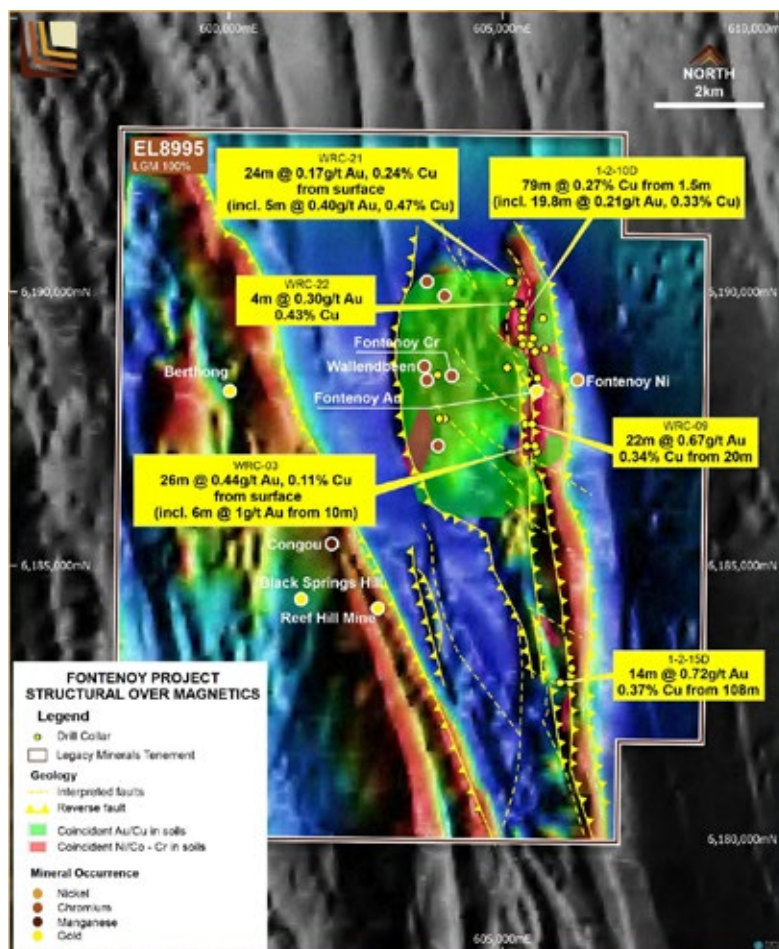 600,000mE
605,000mE
610,000m
NORTH
2km
EL8995
LGM 100%
WRC-21
24m @ 0.17g/t Au, 0.24% Cu
from surface
(incl. 5m @ 0.40g/t Au, 0.47% Cu)
1-2-10D
79m @ 0.27% Cu from 1.5m
(incl. 19.8m @ 0.21g/t Au, 0.33% Cu)
6,190,000mN
6,190,000m
WRC-22
4m @ 0.30g/t Au
0.43% Cu
Fontenoy Cr
Wallendbeen
Berthong
Fontenoy Au
Fontenoy Ni
WRC-09
22m @ 0.67g/t Au
0.34% Cu from 20m
WRC-03
26m @ 0.44g/t Au, 0.11% Cu
from surface
(incl. 6m @ 1g/t Au from 10m)
Congou
6,185,000mN
6,185,000mN
Black Springs Hill
Reef Hill Mine
1-2-15D
14m @ 0.72g/t Au
0.37% Cu from 108m
FONTENOY PROJECT
STRUCTURAL OVER MAGNETICS
Legend
Drill Collar
Legacy Minerals Tenement
Geology
Interpreted faults
Reverse fault
Coincident Au/Cu in soils
Coincident Ni/Co - Cr in soils
Mineral Occurrence
Nickel
Chromium
Manganese
Gold
6,180,000mN
605,000mE